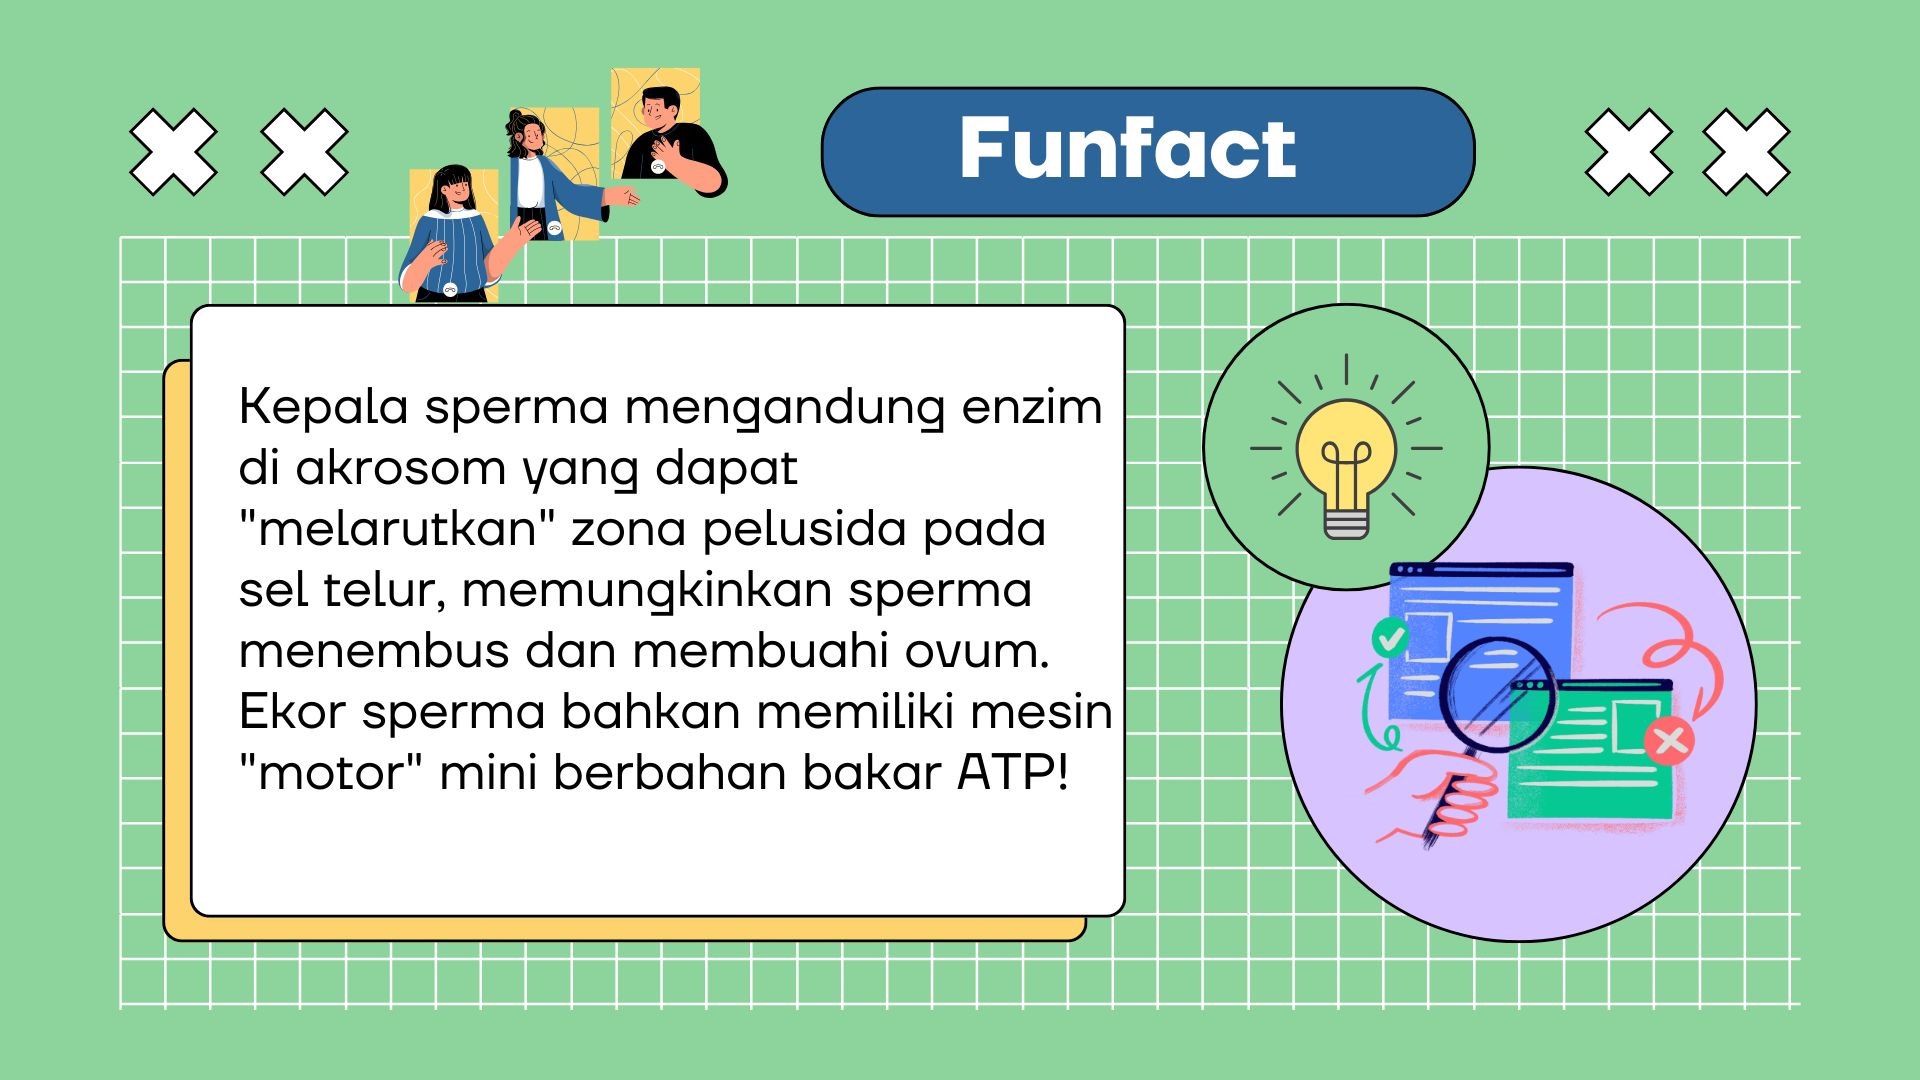 Funfact
Kepala sperma mengandung enzim
di akrosom yang dapat
"melarutkan" zona pelusida pada
sel telur, memungkinkan sperma
menembus dan membuahi ovum.
Ekor sperma bahkan memiliki mesin
"motor" mini berbahan bakar ATP!